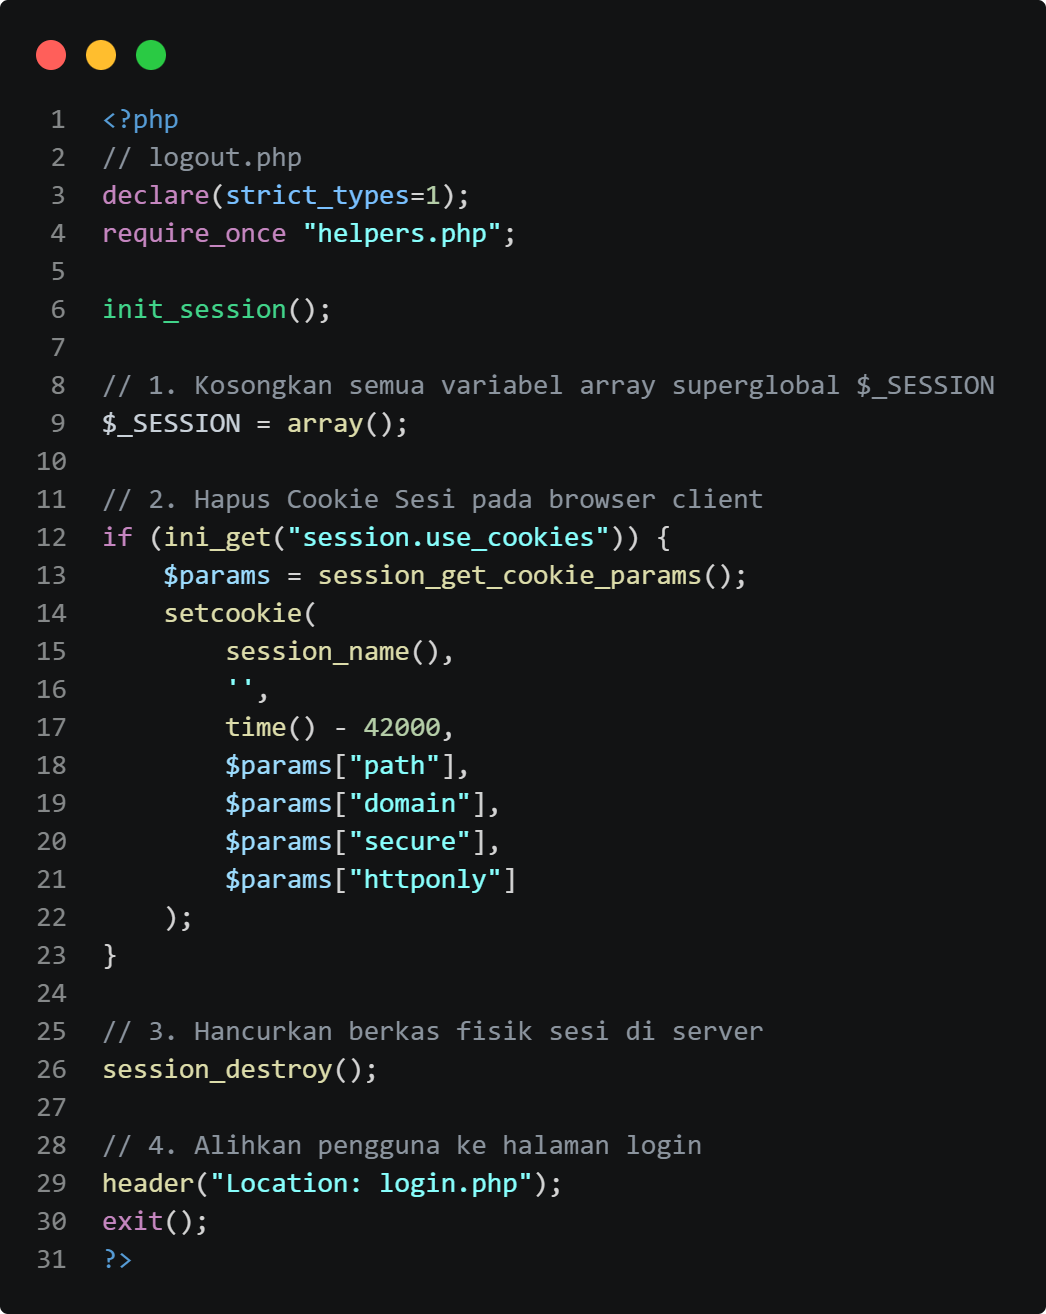 1 <?php
2 // logout.php
3 declare(strict_types=1);
4 require_once "helpers.php";
5
6 init_session();
7
8 // 1. Kosongkan semua variabel array superglobal $_SESSION
9 $_SESSION = array();
10
11 // 2. Hapus Cookie Sesi pada browser client
12 if (ini_get("session.use_cookies")) {
13     $params = session_get_cookie_params();
14     setcookie(
15         session_name(),
16         '',
17         time() - 42000,
18         $params["path"],
19         $params["domain"],
20         $params["secure"],
21         $params["httponly"]
22     );
23 }
24
25 // 3. Hancurkan berkas fisik sesi di server
26 session_destroy();
27
28 // 4. Alihkan pengguna ke halaman login
29 header("Location: login.php");
30 exit();
31 ?>